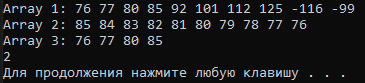 Array 1: 76 77 80 85 92 101 112 125 -116 -99
Array 2: 85 84 83 82 81 80 79 78 77 76
Array 3: 76 77 80 85
2
Для продолжения нажмите любую клавишу . . .